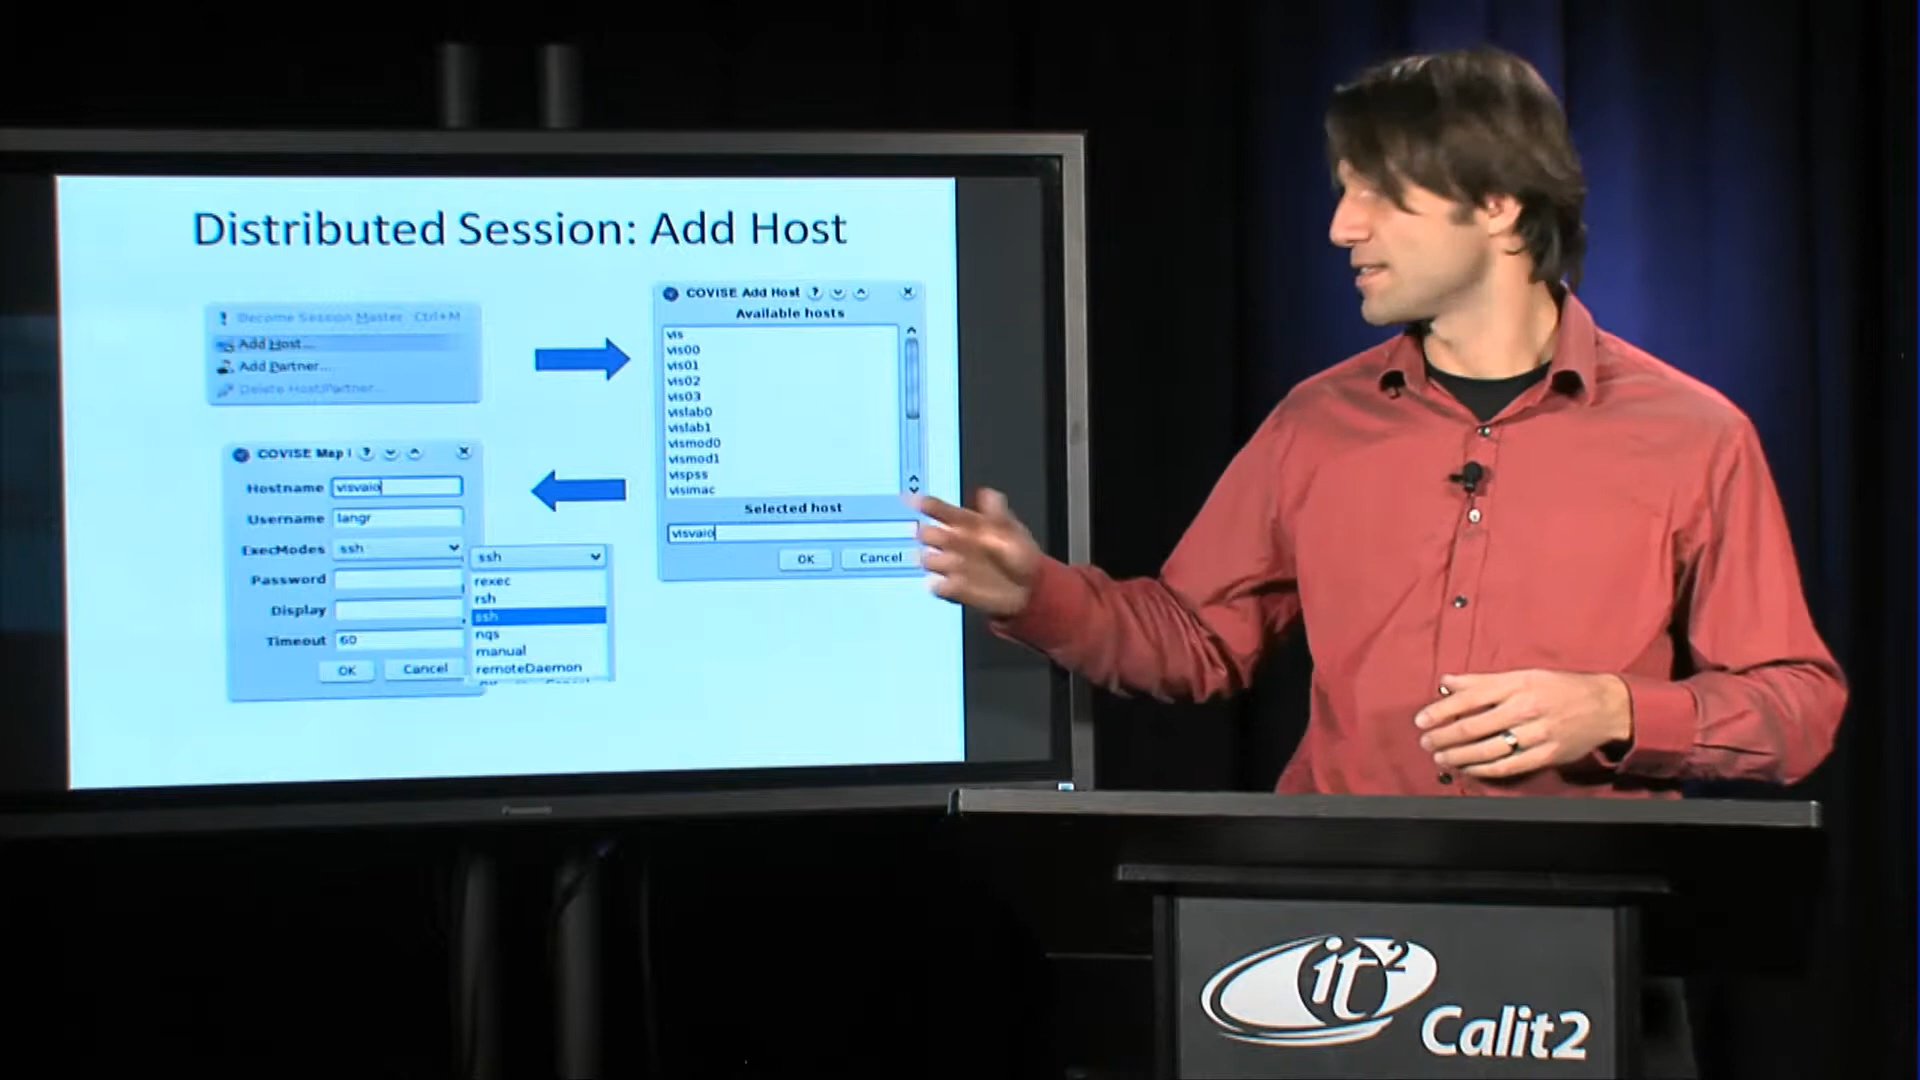 Distributed Session: Add Host
Become Session Master Ctrl+M
Add Host...
Add Partner...
Delete Host/Partner...
COVISE Add Host
Available hosts
vis
vis00
vis01
vis02
vis03
vislab0
vislab1
vismod0
vismod1
vispss
visimac
Selected host
visvaio
OK Cancel
COVISE Map
Hostname visvaio
Username langr
ExecModes ssh
Password
Display
Timeout 60
OK Cancel
ssh
rexec
rsh
ssh
nqs
manual
remoteDaemon
it2
Calit2